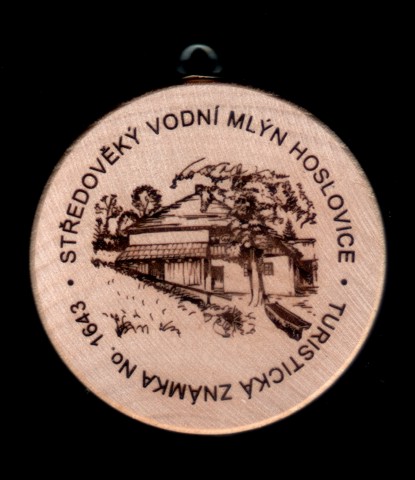 STŘEDOVĚKÝ VODNÍ MLÝN HOSLOVICE
• TURISTICKÁ ZNÁMKA No. 1643 •